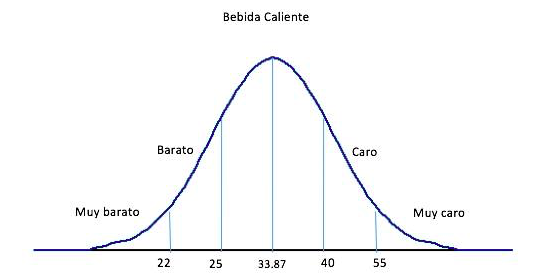 Bebida Caliente
Barato
Caro
Muy barato
Muy caro
22 25 33.87 40 55